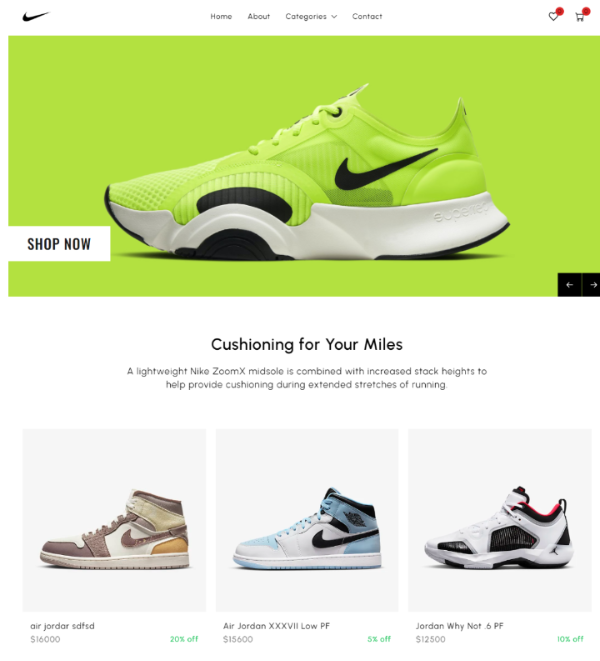 Home About Categories Contact
0 0
SHOP NOW
Cushioning for Your Miles
A lightweight Nike ZoomX midsole is combined with increased stack heights to
help provide cushioning during extended stretches of running.
air jordar sdfsd
$16000 20% off
Air Jordan XXXVII Low PF
$15600 5% off
Jordan Why Not .6 PF
$12500 10% off